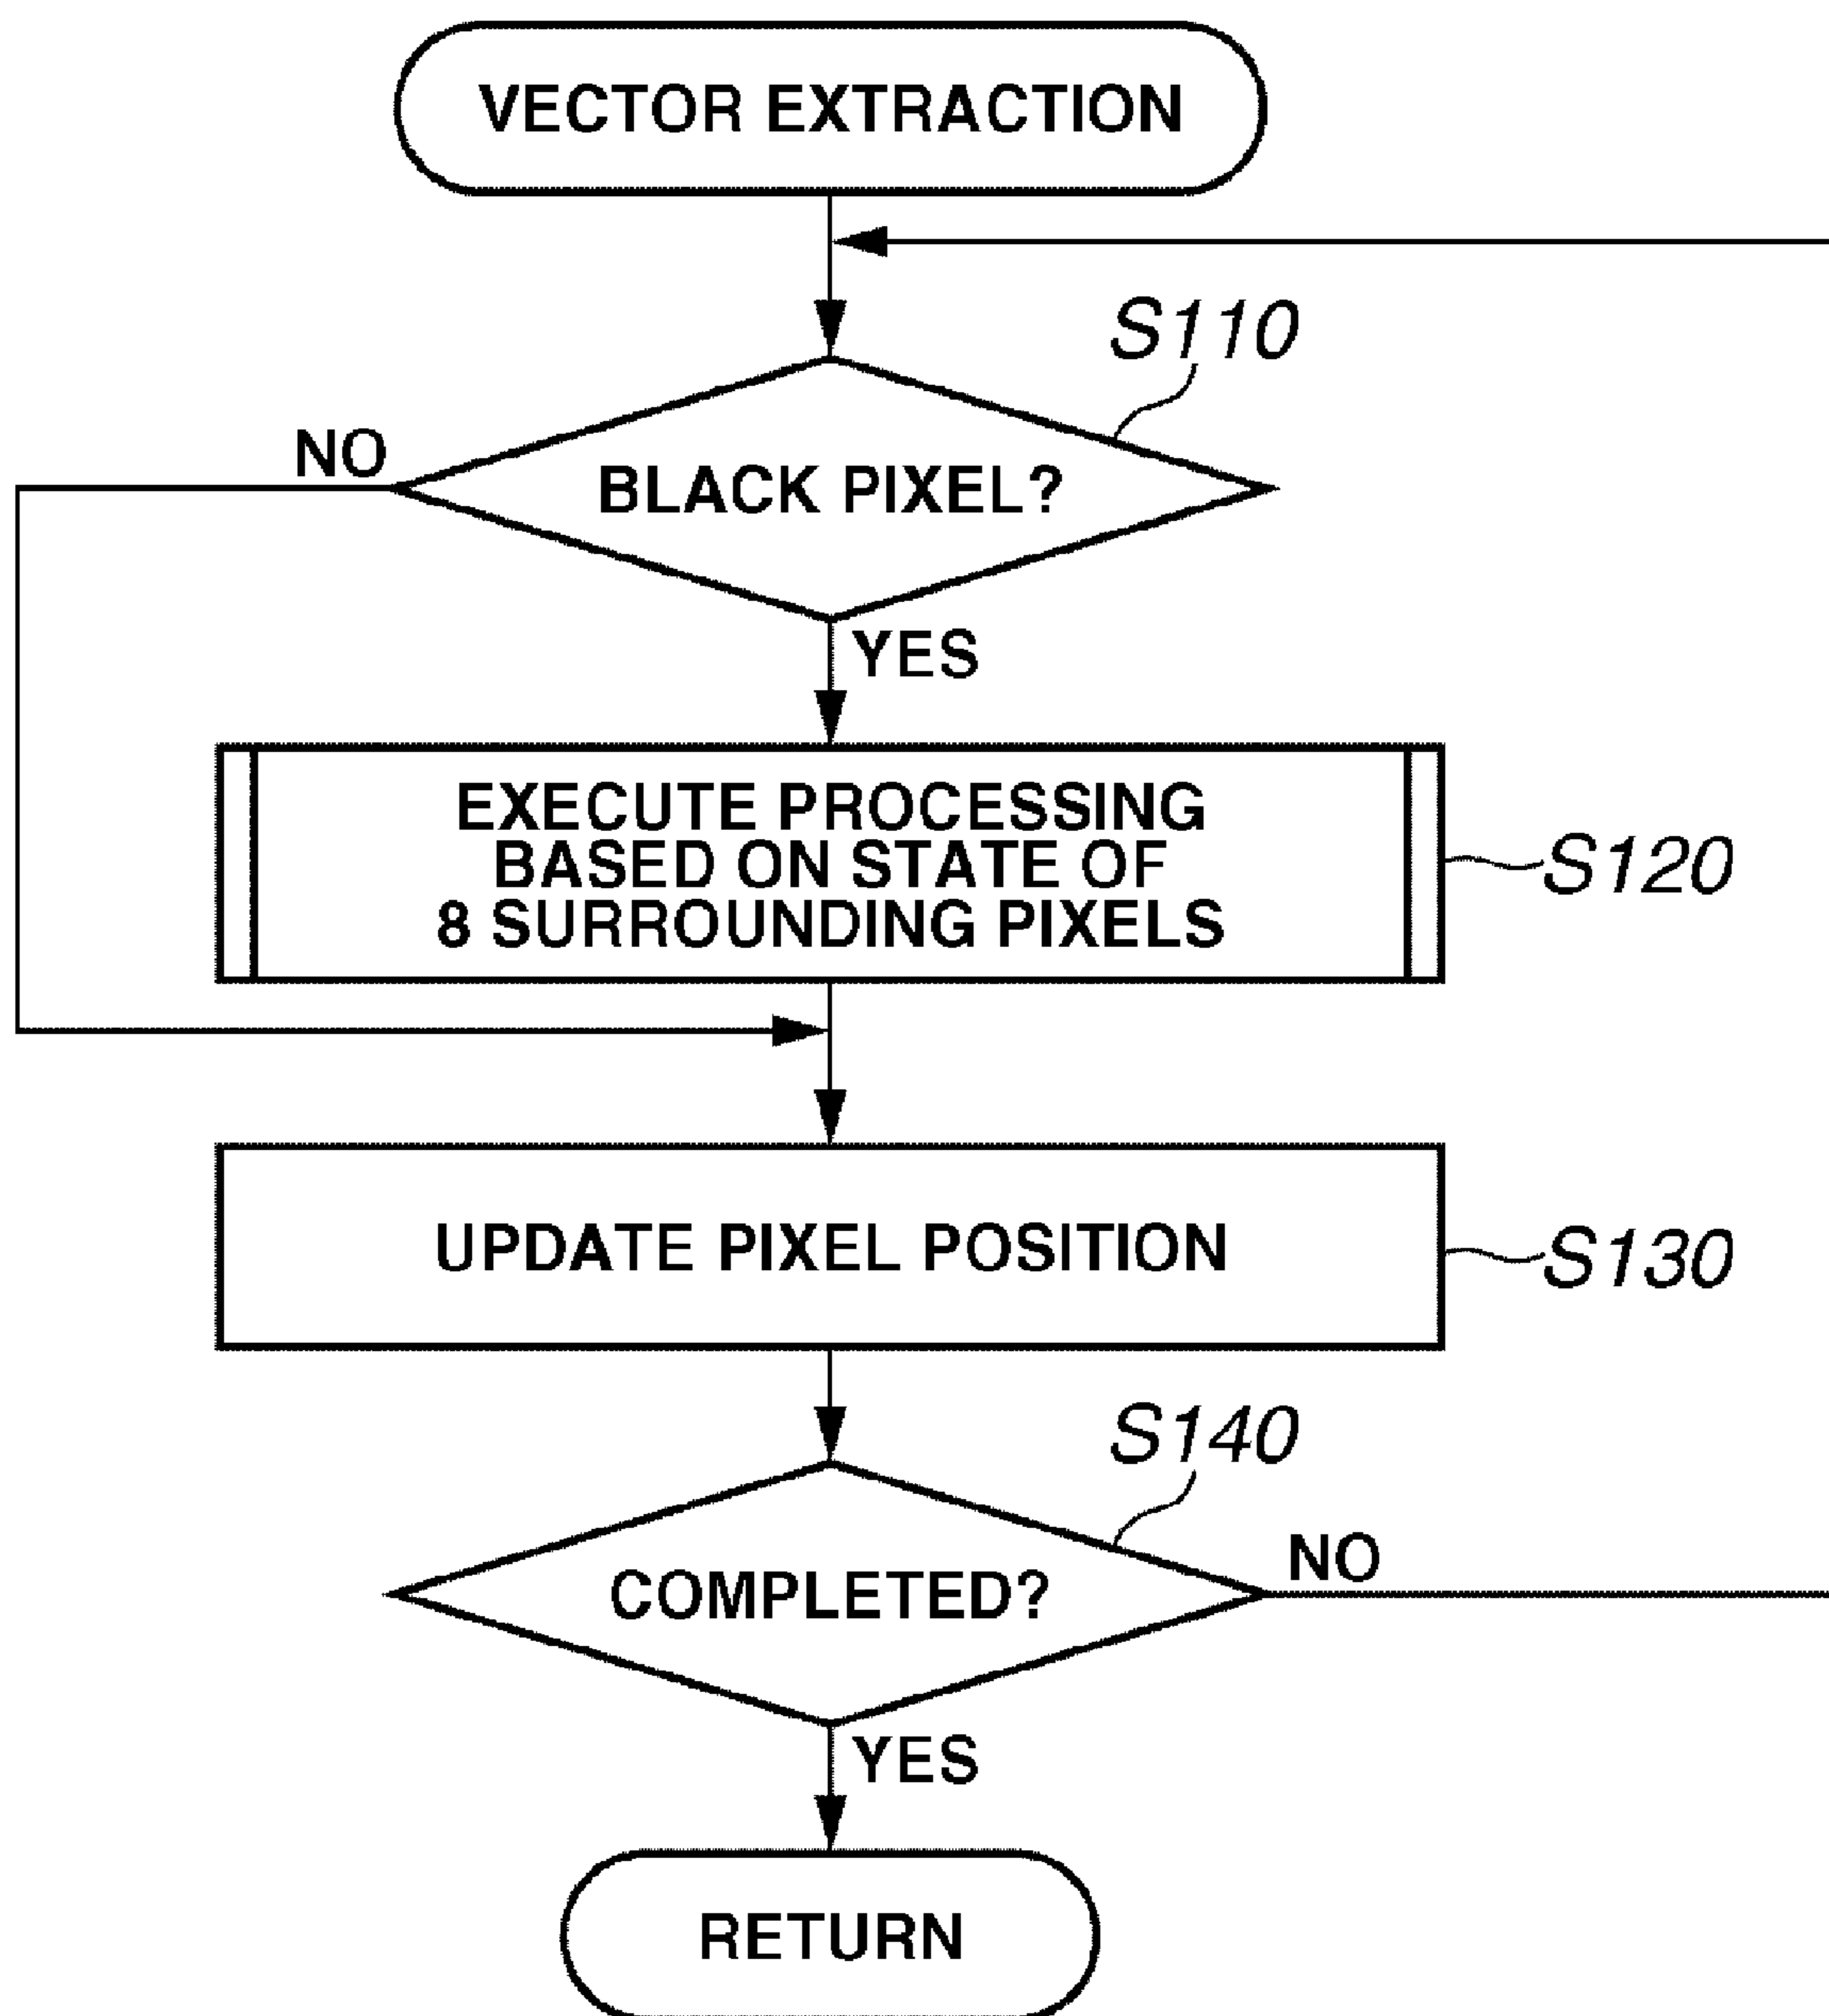 VECTOR EXTRACTION
S110
NO
BLACK PIXEL?
YES
EXECUTE PROCESSING
BASED ON STATE OF
8 SURROUNDING PIXELS
S120
UPDATE PIXEL POSITION
S130
S140
NO
COMPLETED?
YES
RETURN